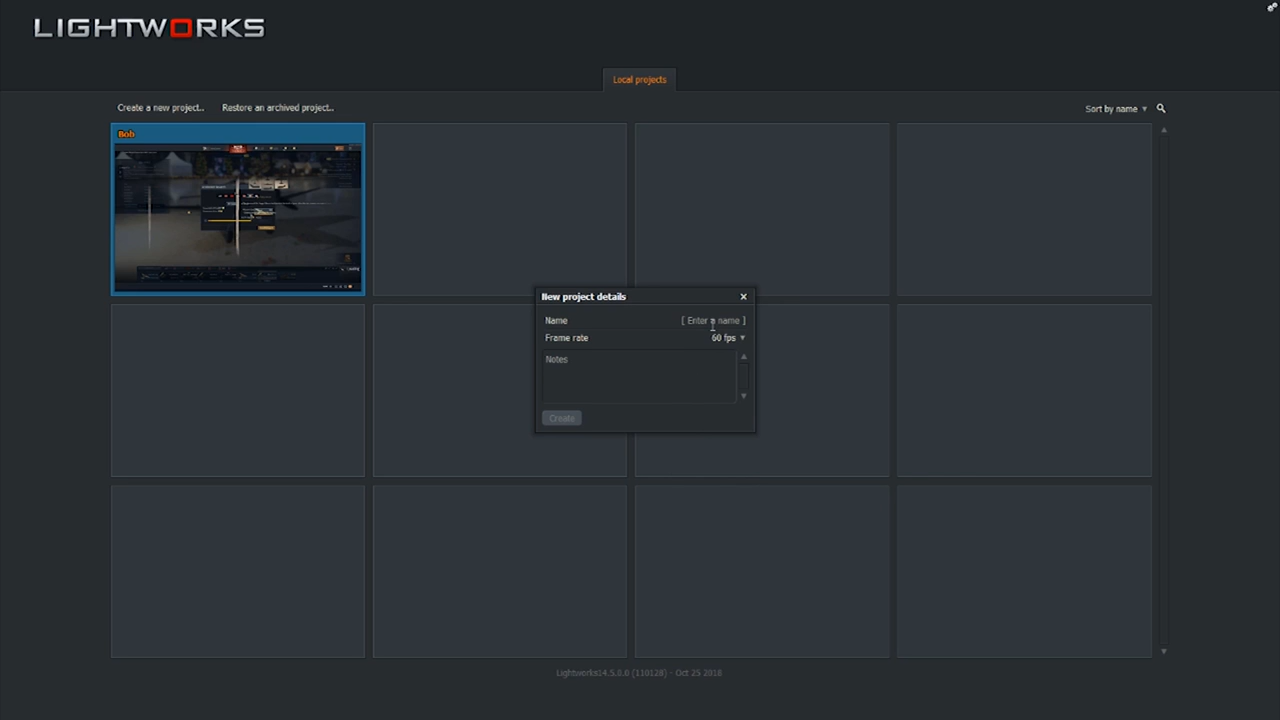 LIGHTWORKS
Local projects
Create a new project.. Restore an archived project..
Sort by name
Bob
New project details
Name [ Enter a name ]
Frame rate 60 fps
Notes
Create
Lightworks14.5.0.0 (110128) - Oct 25 2018